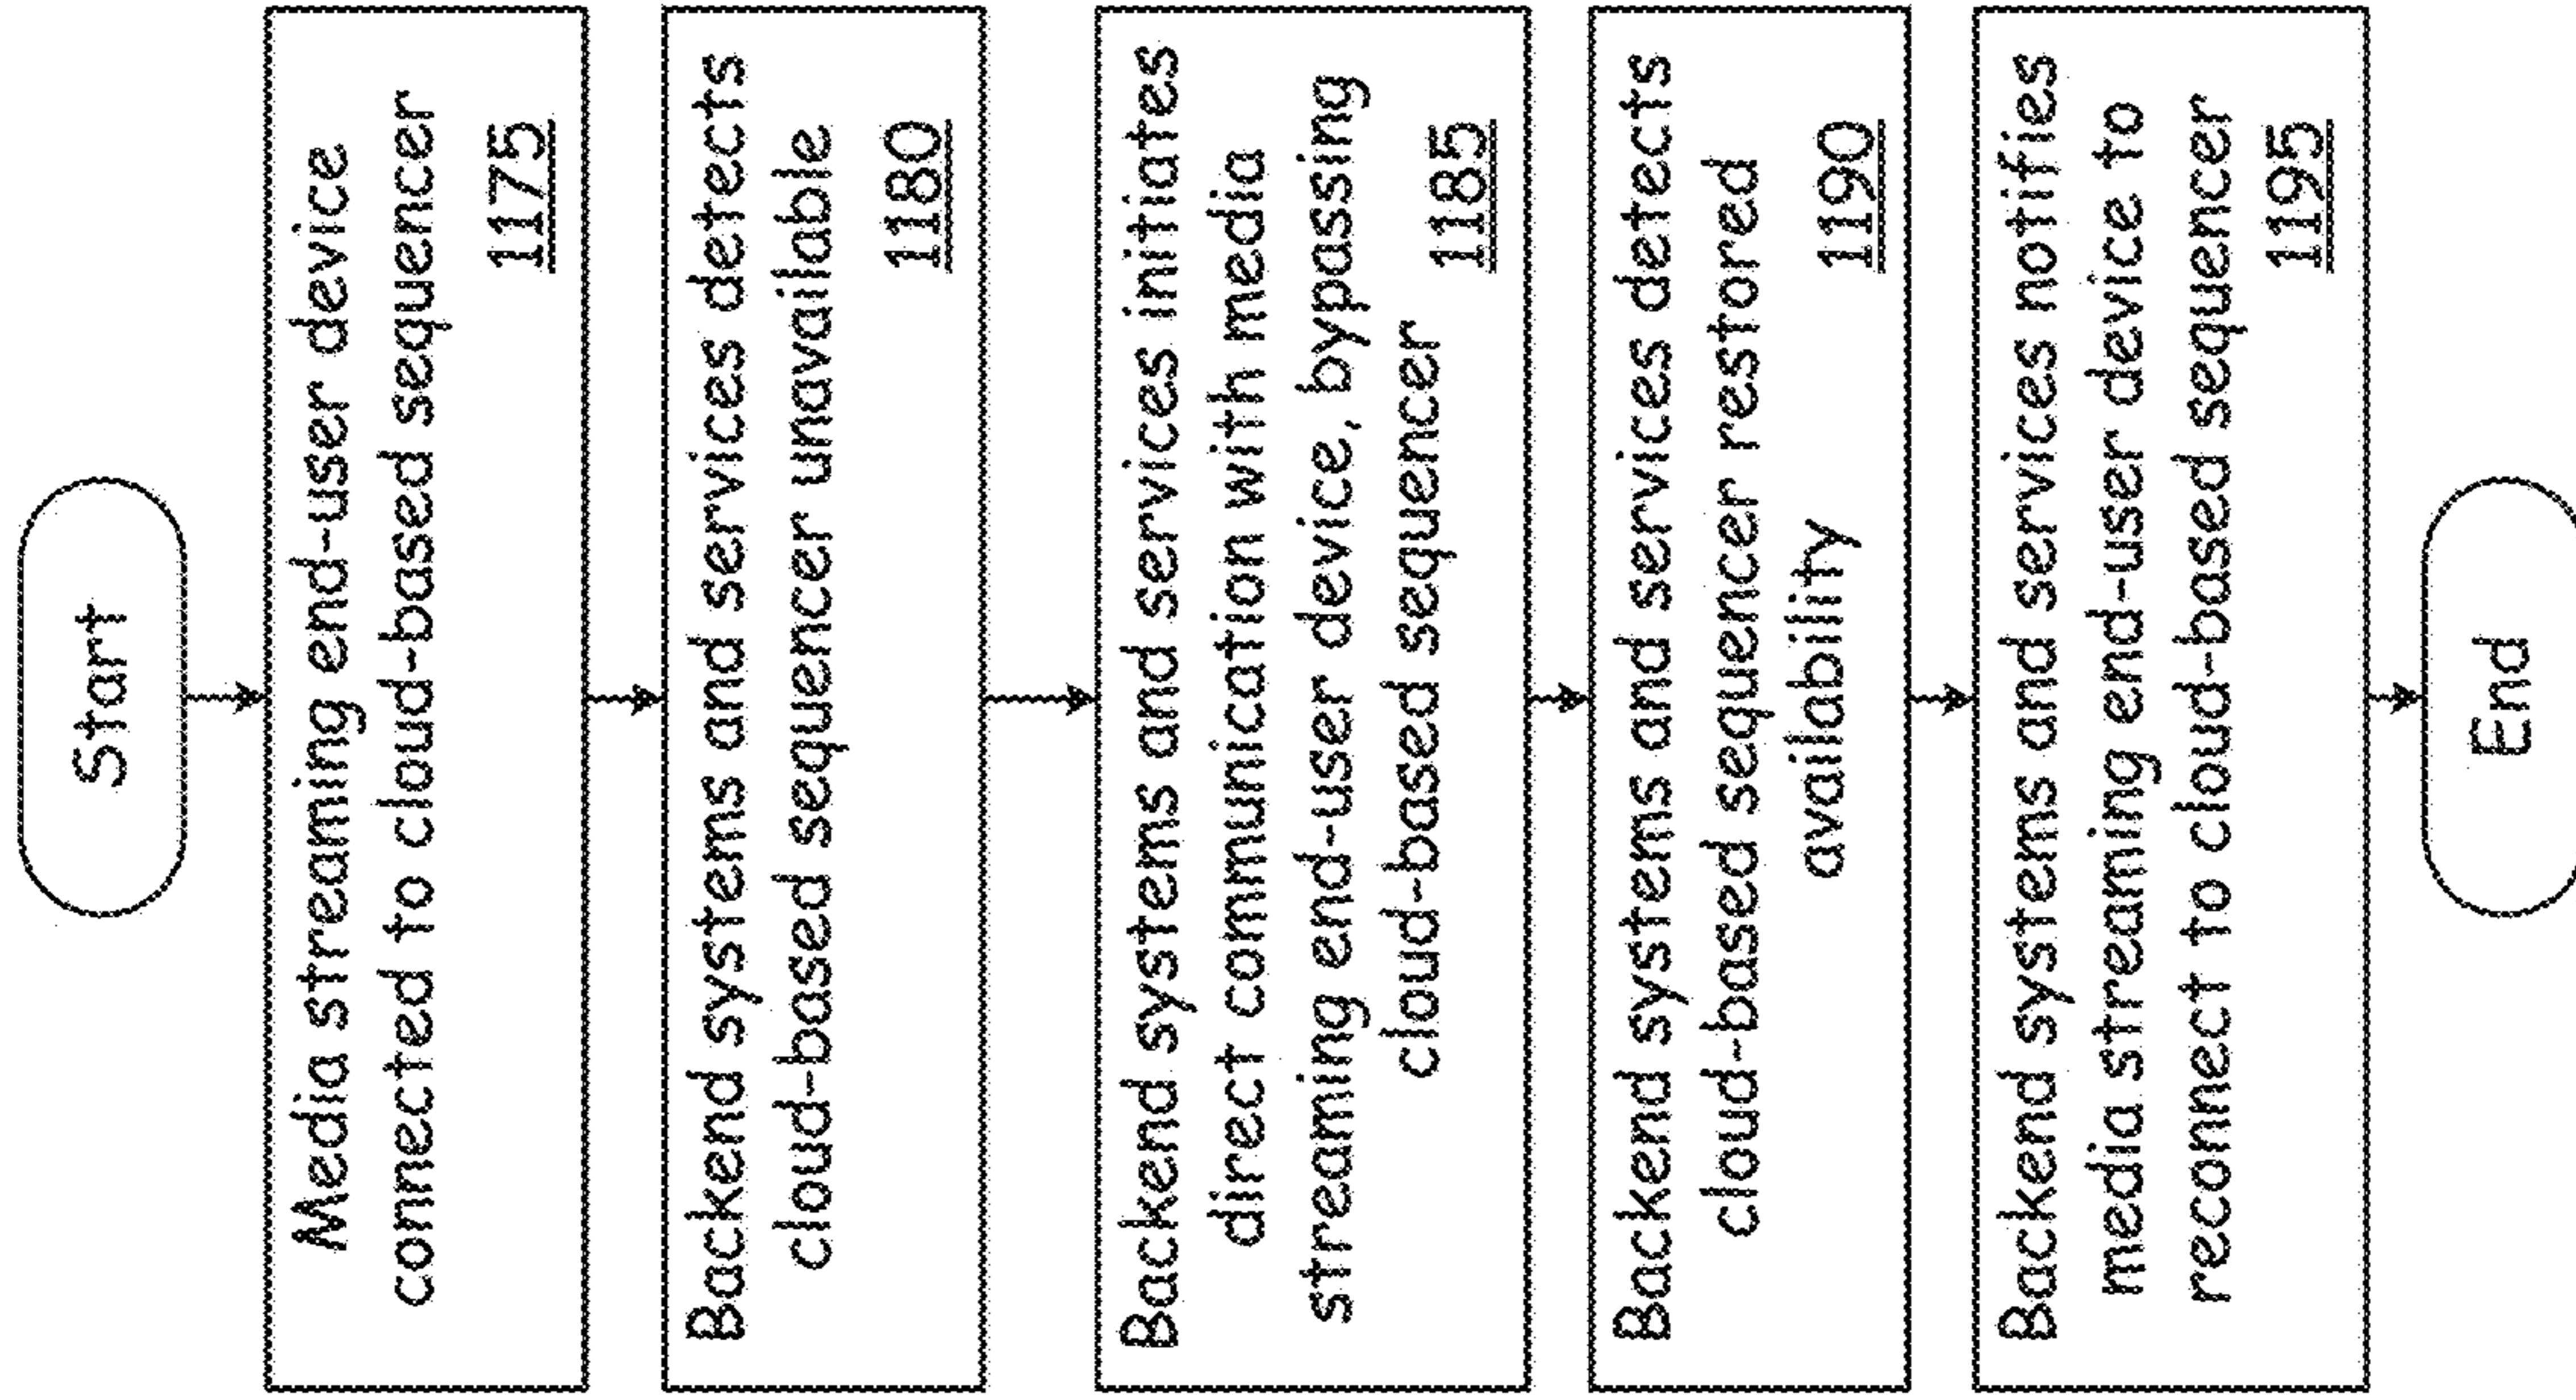 Start
Media streaming end-user device
connected to cloud-based sequencer
1175
Backend systems and services detects
cloud-based sequencer unavailable
1180
Backend systems and services initiates
direct communication with media
streaming end-user device, bypassing
cloud-based sequencer
1185
Backend systems and services detects
cloud-based sequencer restored
availability
1190
Backend systems and services notifies
media streaming end-user device to
reconnect to cloud-based sequencer
1195
End